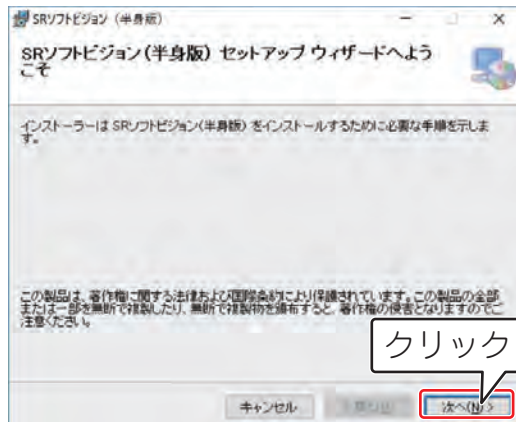 SRソフトビジョン (半身版)
SRソフトビジョン(半身版) セットアップ ウィザードへよう
こそ
インストーラーは SRソフトビジョン(半身版) をインストールするために必要な手順を示しま
す。
この製品は、著作権に関する法律および国際条約により保護されています。この製品の全部
または一部を無断で複製したり、無断で複製物を頒布すると、著作権の侵害となりますのでご
注意ください。
クリック
キャンセル
次へ(N) >